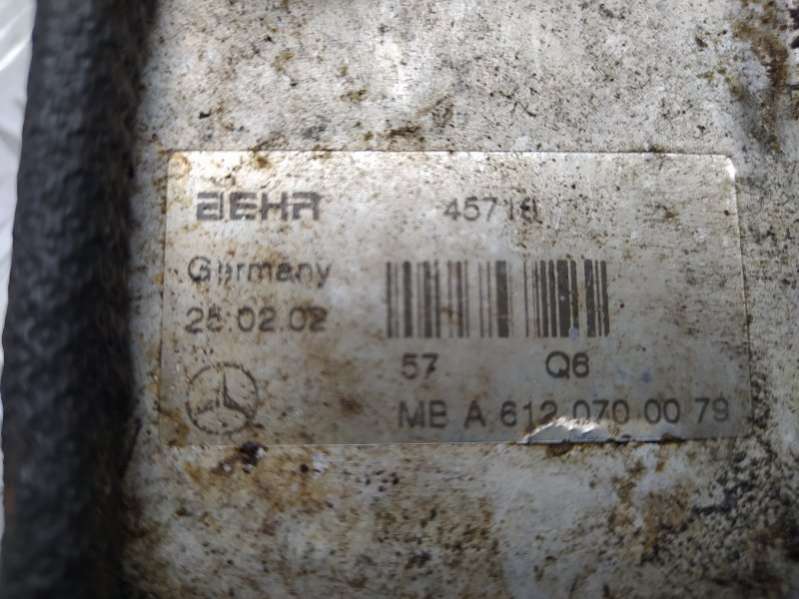 BEHR 45718
Germany
25.02.02
57 Q6
MB A 612 070 00 79